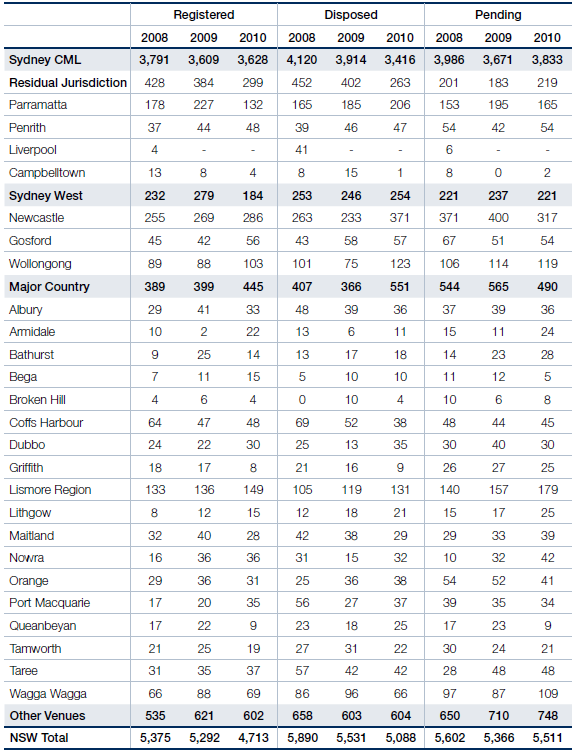 Registered Disposed Pending
2008 2009 2010 2008 2009 2010 2008 2009 2010
Sydney CML 3,791 3,609 3,628 4,120 3,914 3,416 3,986 3,671 3,833
Residual Jurisdiction 428 384 299 452 402 263 201 183 219
Parramatta 178 227 132 165 185 206 153 195 165
Penrith 37 44 48 39 46 47 54 42 54
Liverpool 4 - - 41 - - 6 - -
Campbelltown 13 8 4 8 15 1 8 0 2
Sydney West 232 279 184 253 246 254 221 237 221
Newcastle 255 269 286 263 233 371 371 400 317
Gosford 45 42 56 43 58 57 67 51 54
Wollongong 89 88 103 101 75 123 106 114 119
Major Country 389 399 445 407 366 551 544 565 490
Albury 29 41 33 48 39 36 37 39 36
Armidale 10 2 22 13 6 11 15 11 24
Bathurst 9 25 14 13 17 18 14 23 28
Bega 7 11 15 5 10 10 11 12 5
Broken Hill 4 6 4 0 10 4 10 6 8
Coffs Harbour 64 47 48 69 52 38 48 44 45
Dubbo 24 22 30 25 13 35 30 40 30
Griffith 18 17 8 21 16 9 26 27 25
Lismore Region 133 136 149 105 119 131 140 157 179
Lithgow 8 12 15 12 18 21 15 17 25
Maitland 32 40 28 42 38 29 29 33 39
Nowra 16 36 36 31 15 32 10 32 42
Orange 29 36 31 25 36 38 54 52 41
Port Macquarie 17 20 35 56 27 37 39 35 34
Queanbeyan 17 22 9 23 18 25 17 23 9
Tamworth 21 25 19 27 31 22 30 24 21
Taree 31 35 37 57 42 42 28 48 48
Wagga Wagga 66 88 69 86 96 66 97 87 109
Other Venues 535 621 602 658 603 604 650 710 748
NSW Total 5,375 5,292 4,713 5,890 5,531 5,088 5,602 5,366 5,511